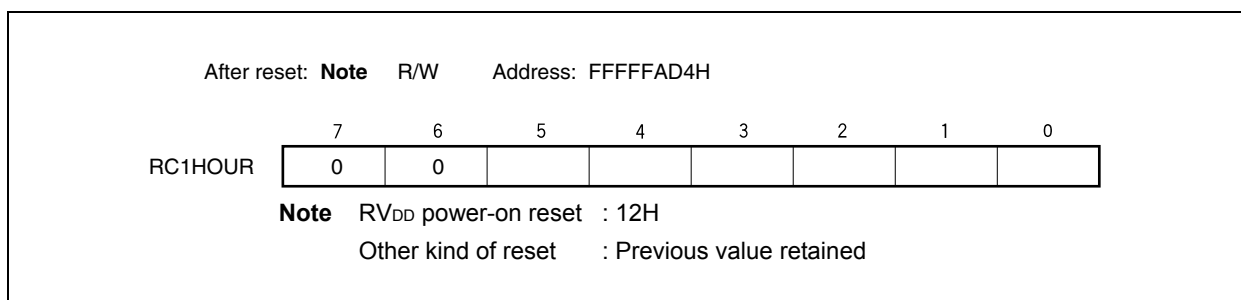 After reset: Note R/W Address: FFFFFAD4H
7 6 5 4 3 2 1 0
RC1HOUR 0 0
Note RVDD power-on reset : 12H
Other kind of reset : Previous value retained